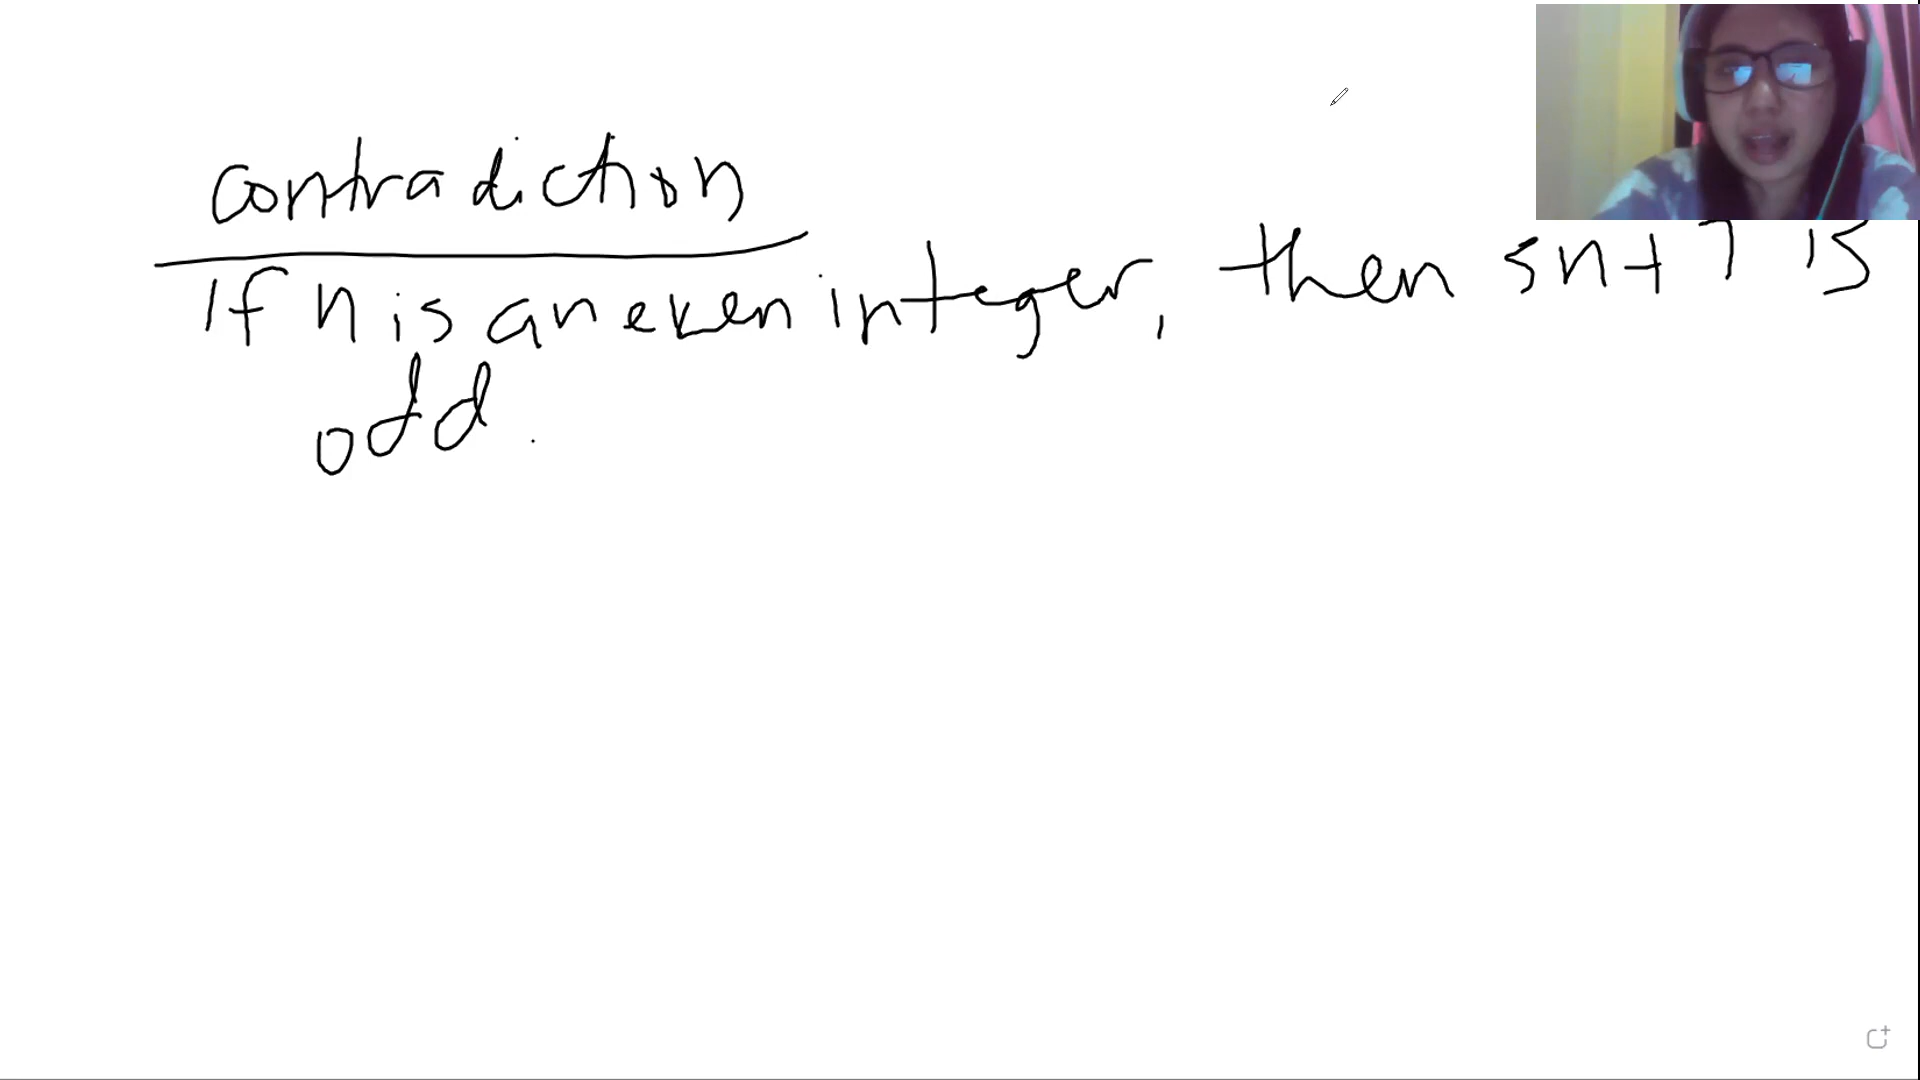 contradiction
If n is an even integer, then 5n+7 is
odd.